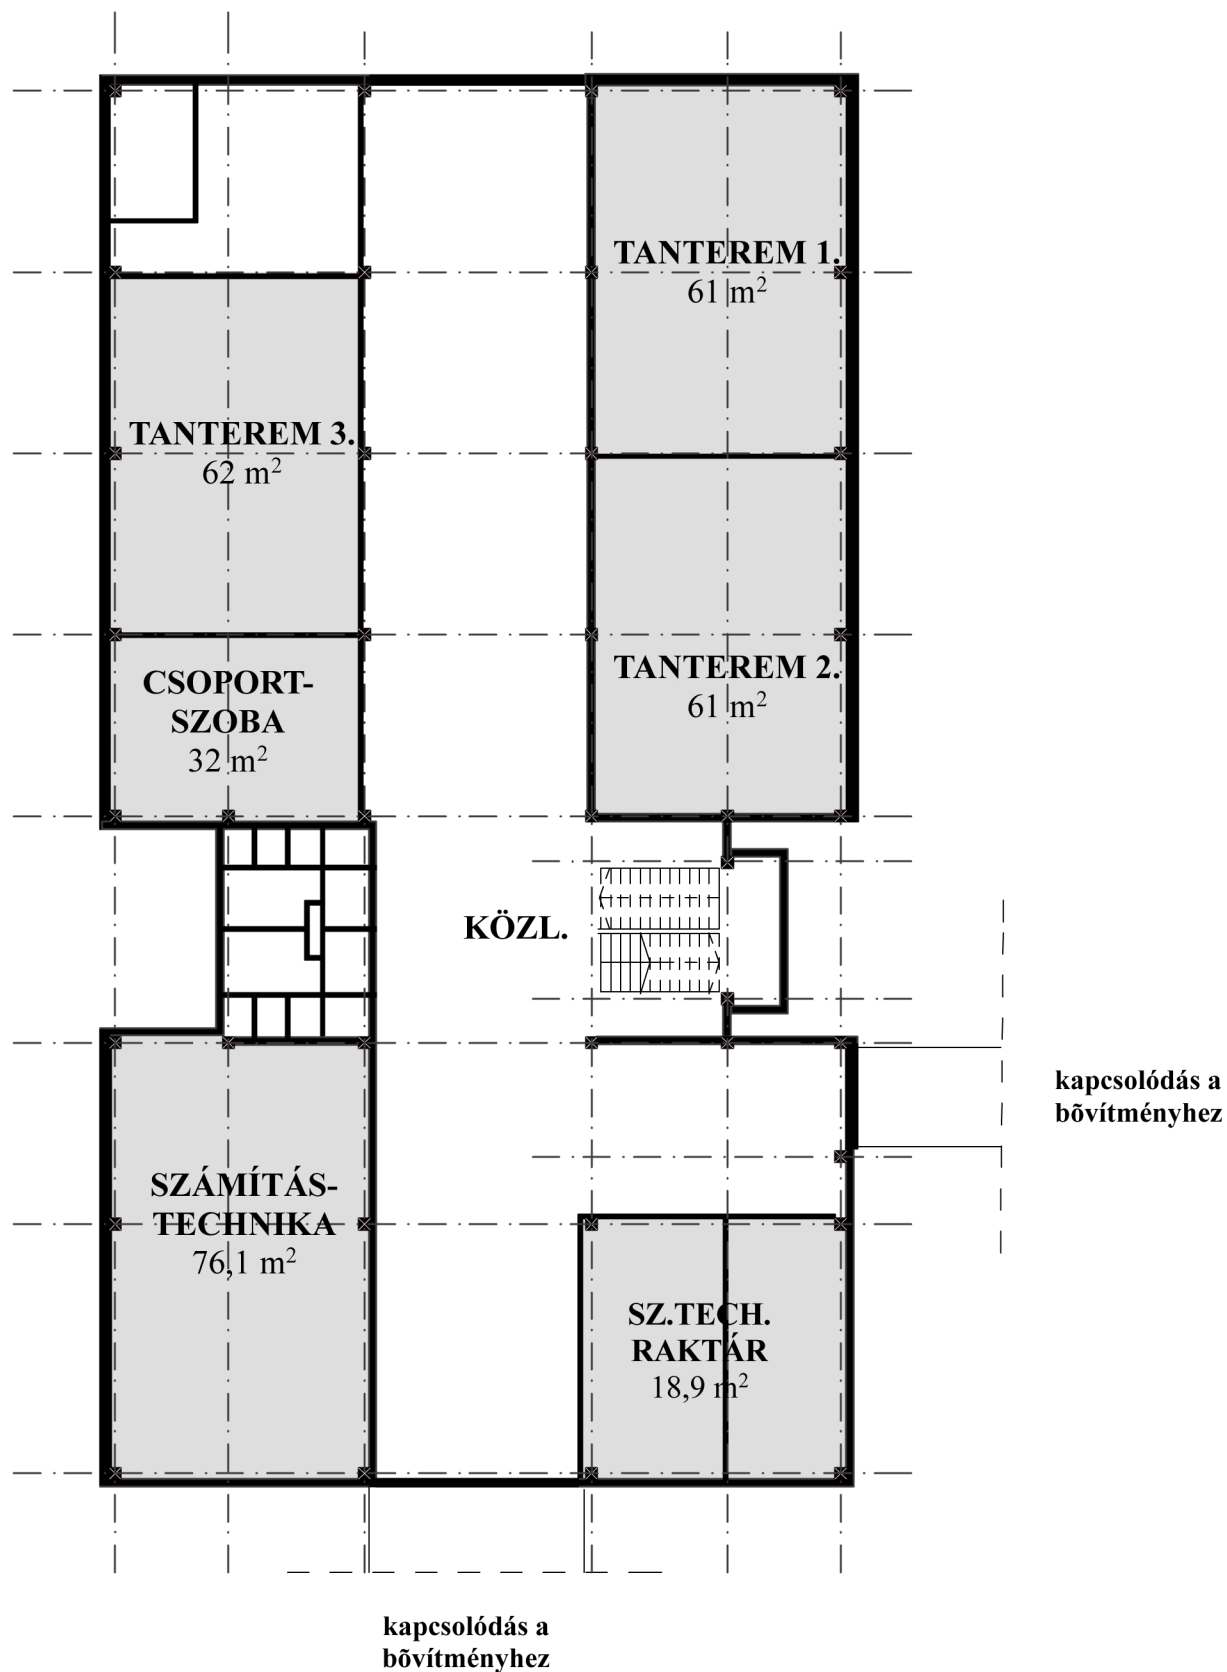 TANTEREM 1.
61 m²
TANTEREM 3.
62 m²
TANTEREM 2.
61 m²
CSOPORT-
SZOBA
32 m²
KÖZL.
kapcsolódás a
bõvítményhez
SZÁMÍTÁS-
TECHNIKA
76,1 m²
SZ.TECH.
RAKTÁR
18,9 m²
kapcsolódás a
bõvítményhez